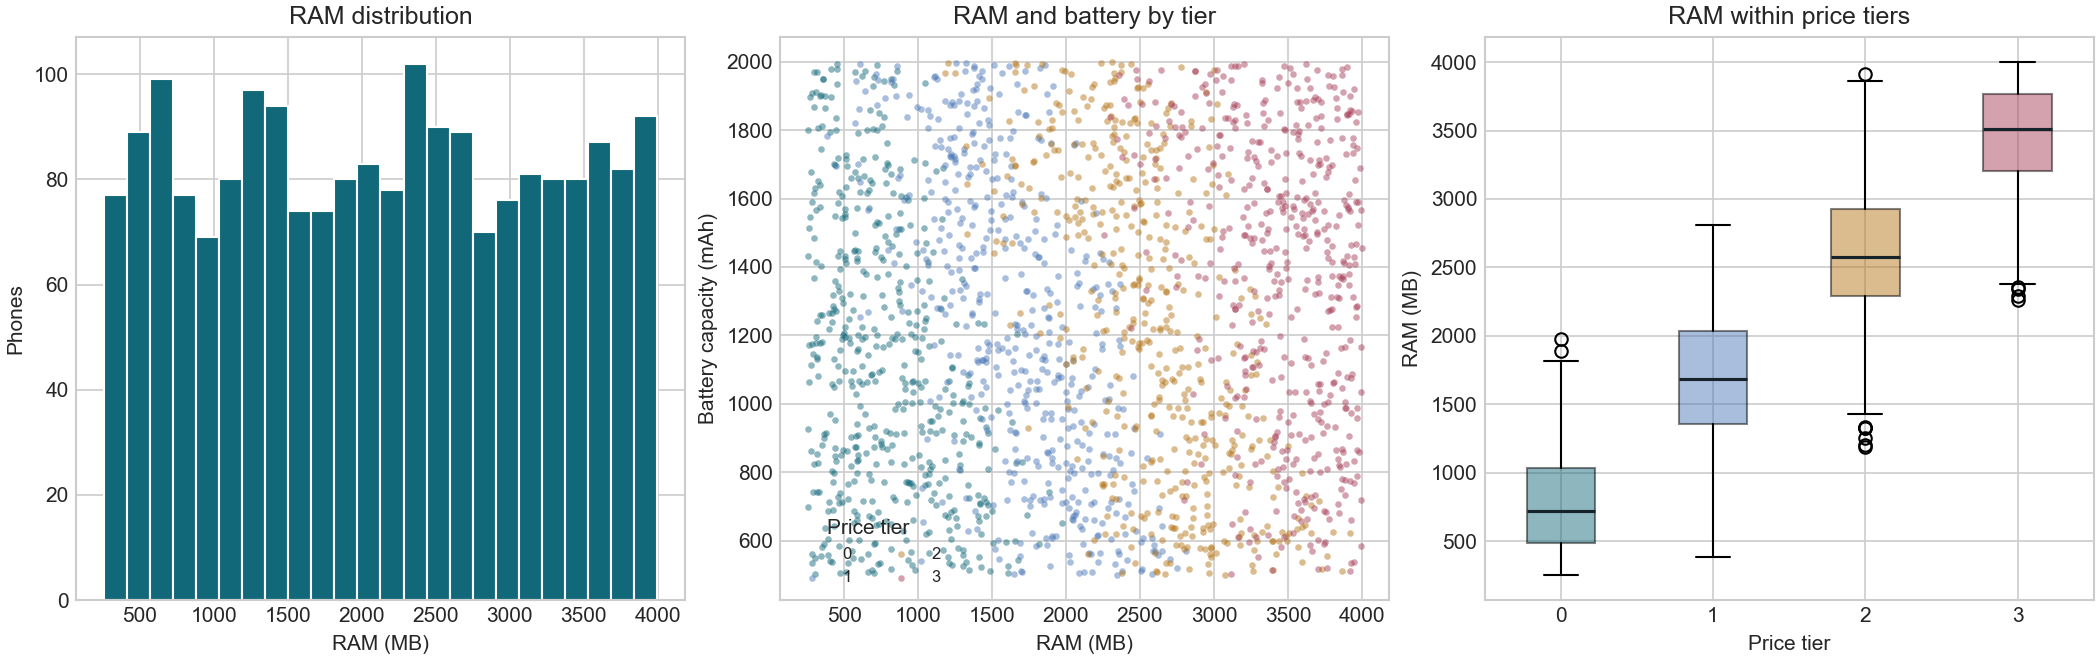 RAM distribution
Phones
100
80
60
40
20
0
500 1000 1500 2000 2500 3000 3500 4000
RAM (MB)
RAM and battery by tier
Battery capacity (mAh)
2000
1800
1600
1400
1200
1000
800
600
Price tier
0 2
1 3
500 1000 1500 2000 2500 3000 3500 4000
RAM (MB)
RAM within price tiers
RAM (MB)
4000
3500
3000
2500
2000
1500
1000
500
0 1 2 3
Price tier